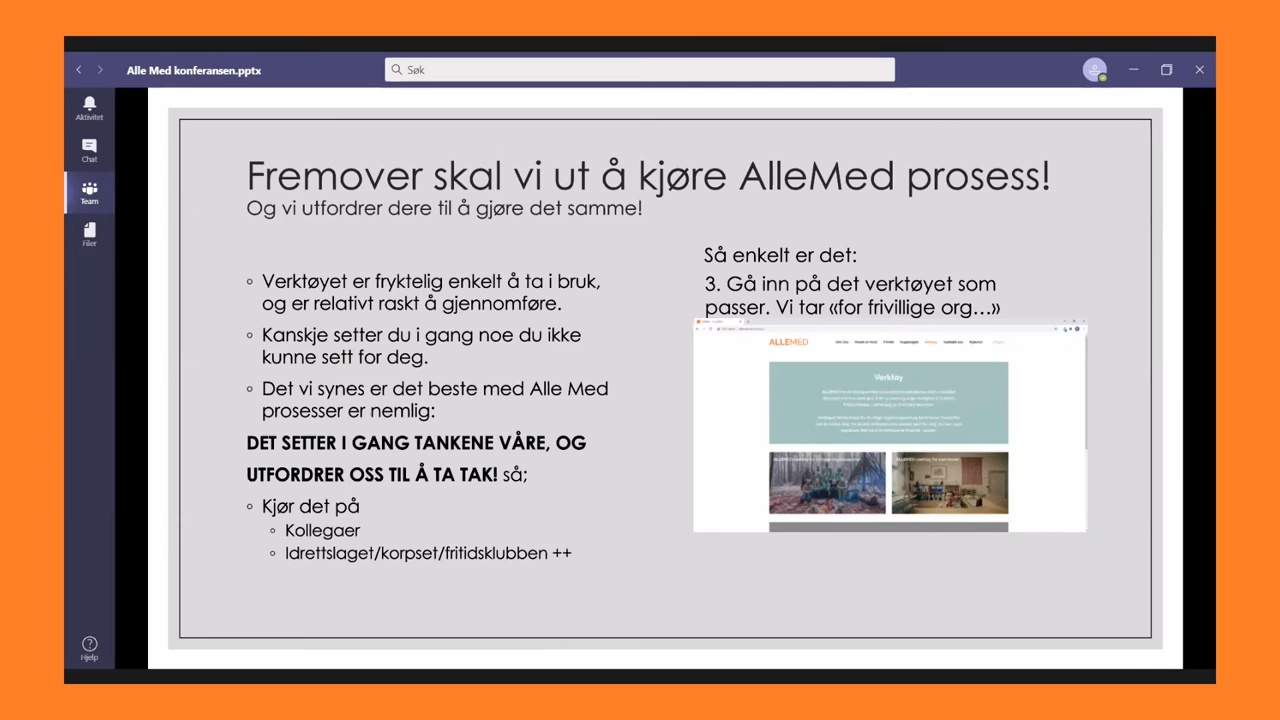 Alle Med konferansen.pptx
Søk
Aktivitet
Chat
Team
Filer
Hjelp
Fremover skal vi ut å kjøre AlleMed prosess!
Og vi utfordrer dere til å gjøre det samme!
Verktøyet er fryktelig enkelt å ta i bruk,
og er relativt raskt å gjennomføre.
Kanskje setter du i gang noe du ikke
kunne sett for deg.
Det vi synes er det beste med Alle Med
prosesser er nemlig:
DET SETTER I GANG TANKENE VÅRE, OG
UTFORDRER OSS TIL Å TA TAK! så;
Kjør det på
Kollegaer
Idrettslaget/korpset/fritidsklubben ++
Så enkelt er det:
3. Gå inn på det verktøyet som
passer. Vi tar «for frivillige org...»
ALLEMED
Verktøy